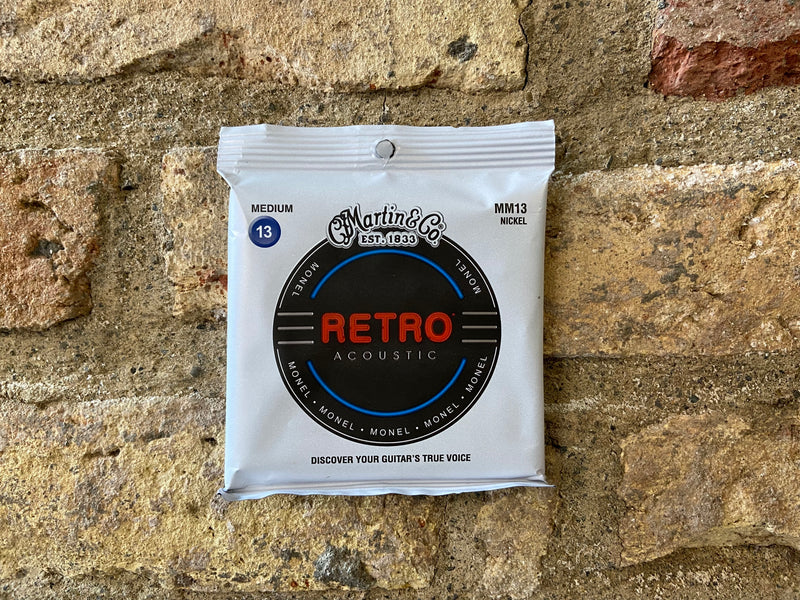 MEDIUM
13
MM13
NICKEL
C.F. Martin & Co.
EST. 1833
MONEL
MONEL
RETRO
ACOUSTIC
MONEL • MONEL • MONEL • MONEL • MONEL
DISCOVER YOUR GUITAR'S TRUE VOICE